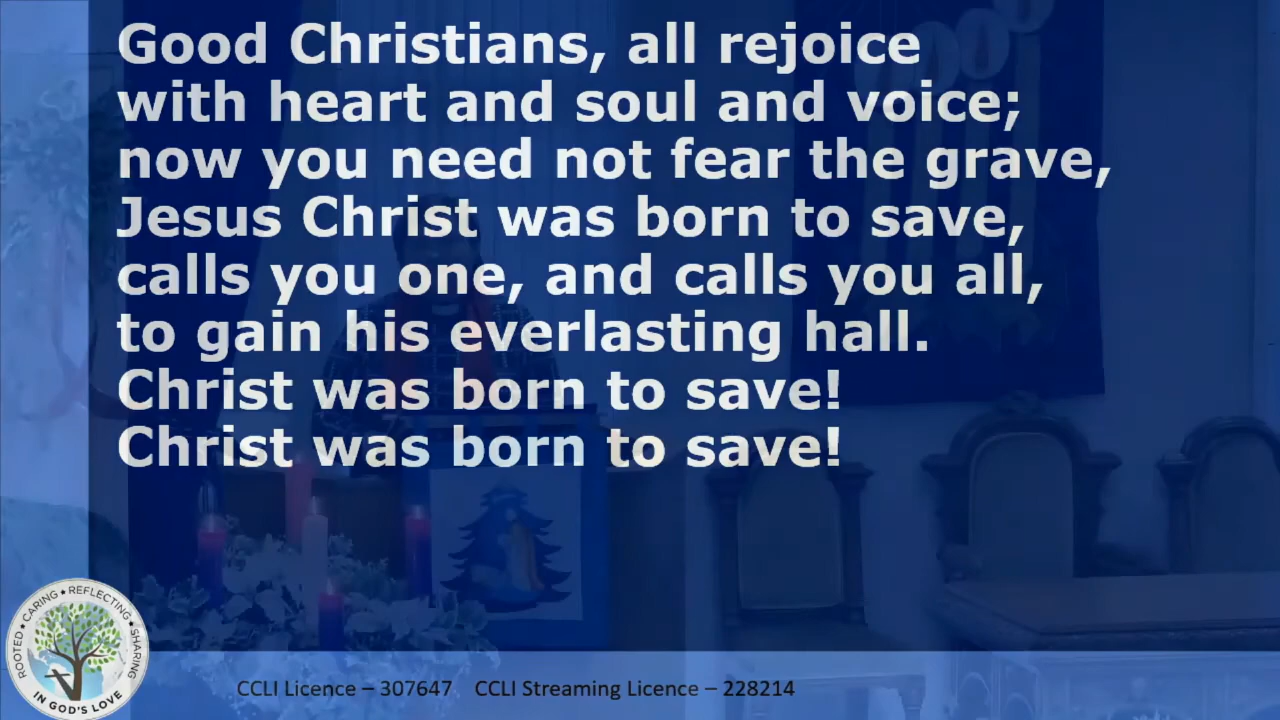 Good Christians, all rejoice
with heart and soul and voice;
now you need not fear the grave,
Jesus Christ was born to save,
calls you one, and calls you all,
to gain his everlasting hall.
Christ was born to save!
Christ was born to save!
ROOTED ★ CARING ★ REFLECTING ★ SHARING
IN GOD'S LOVE
CCLI Licence – 307647 CCLI Streaming Licence – 228214